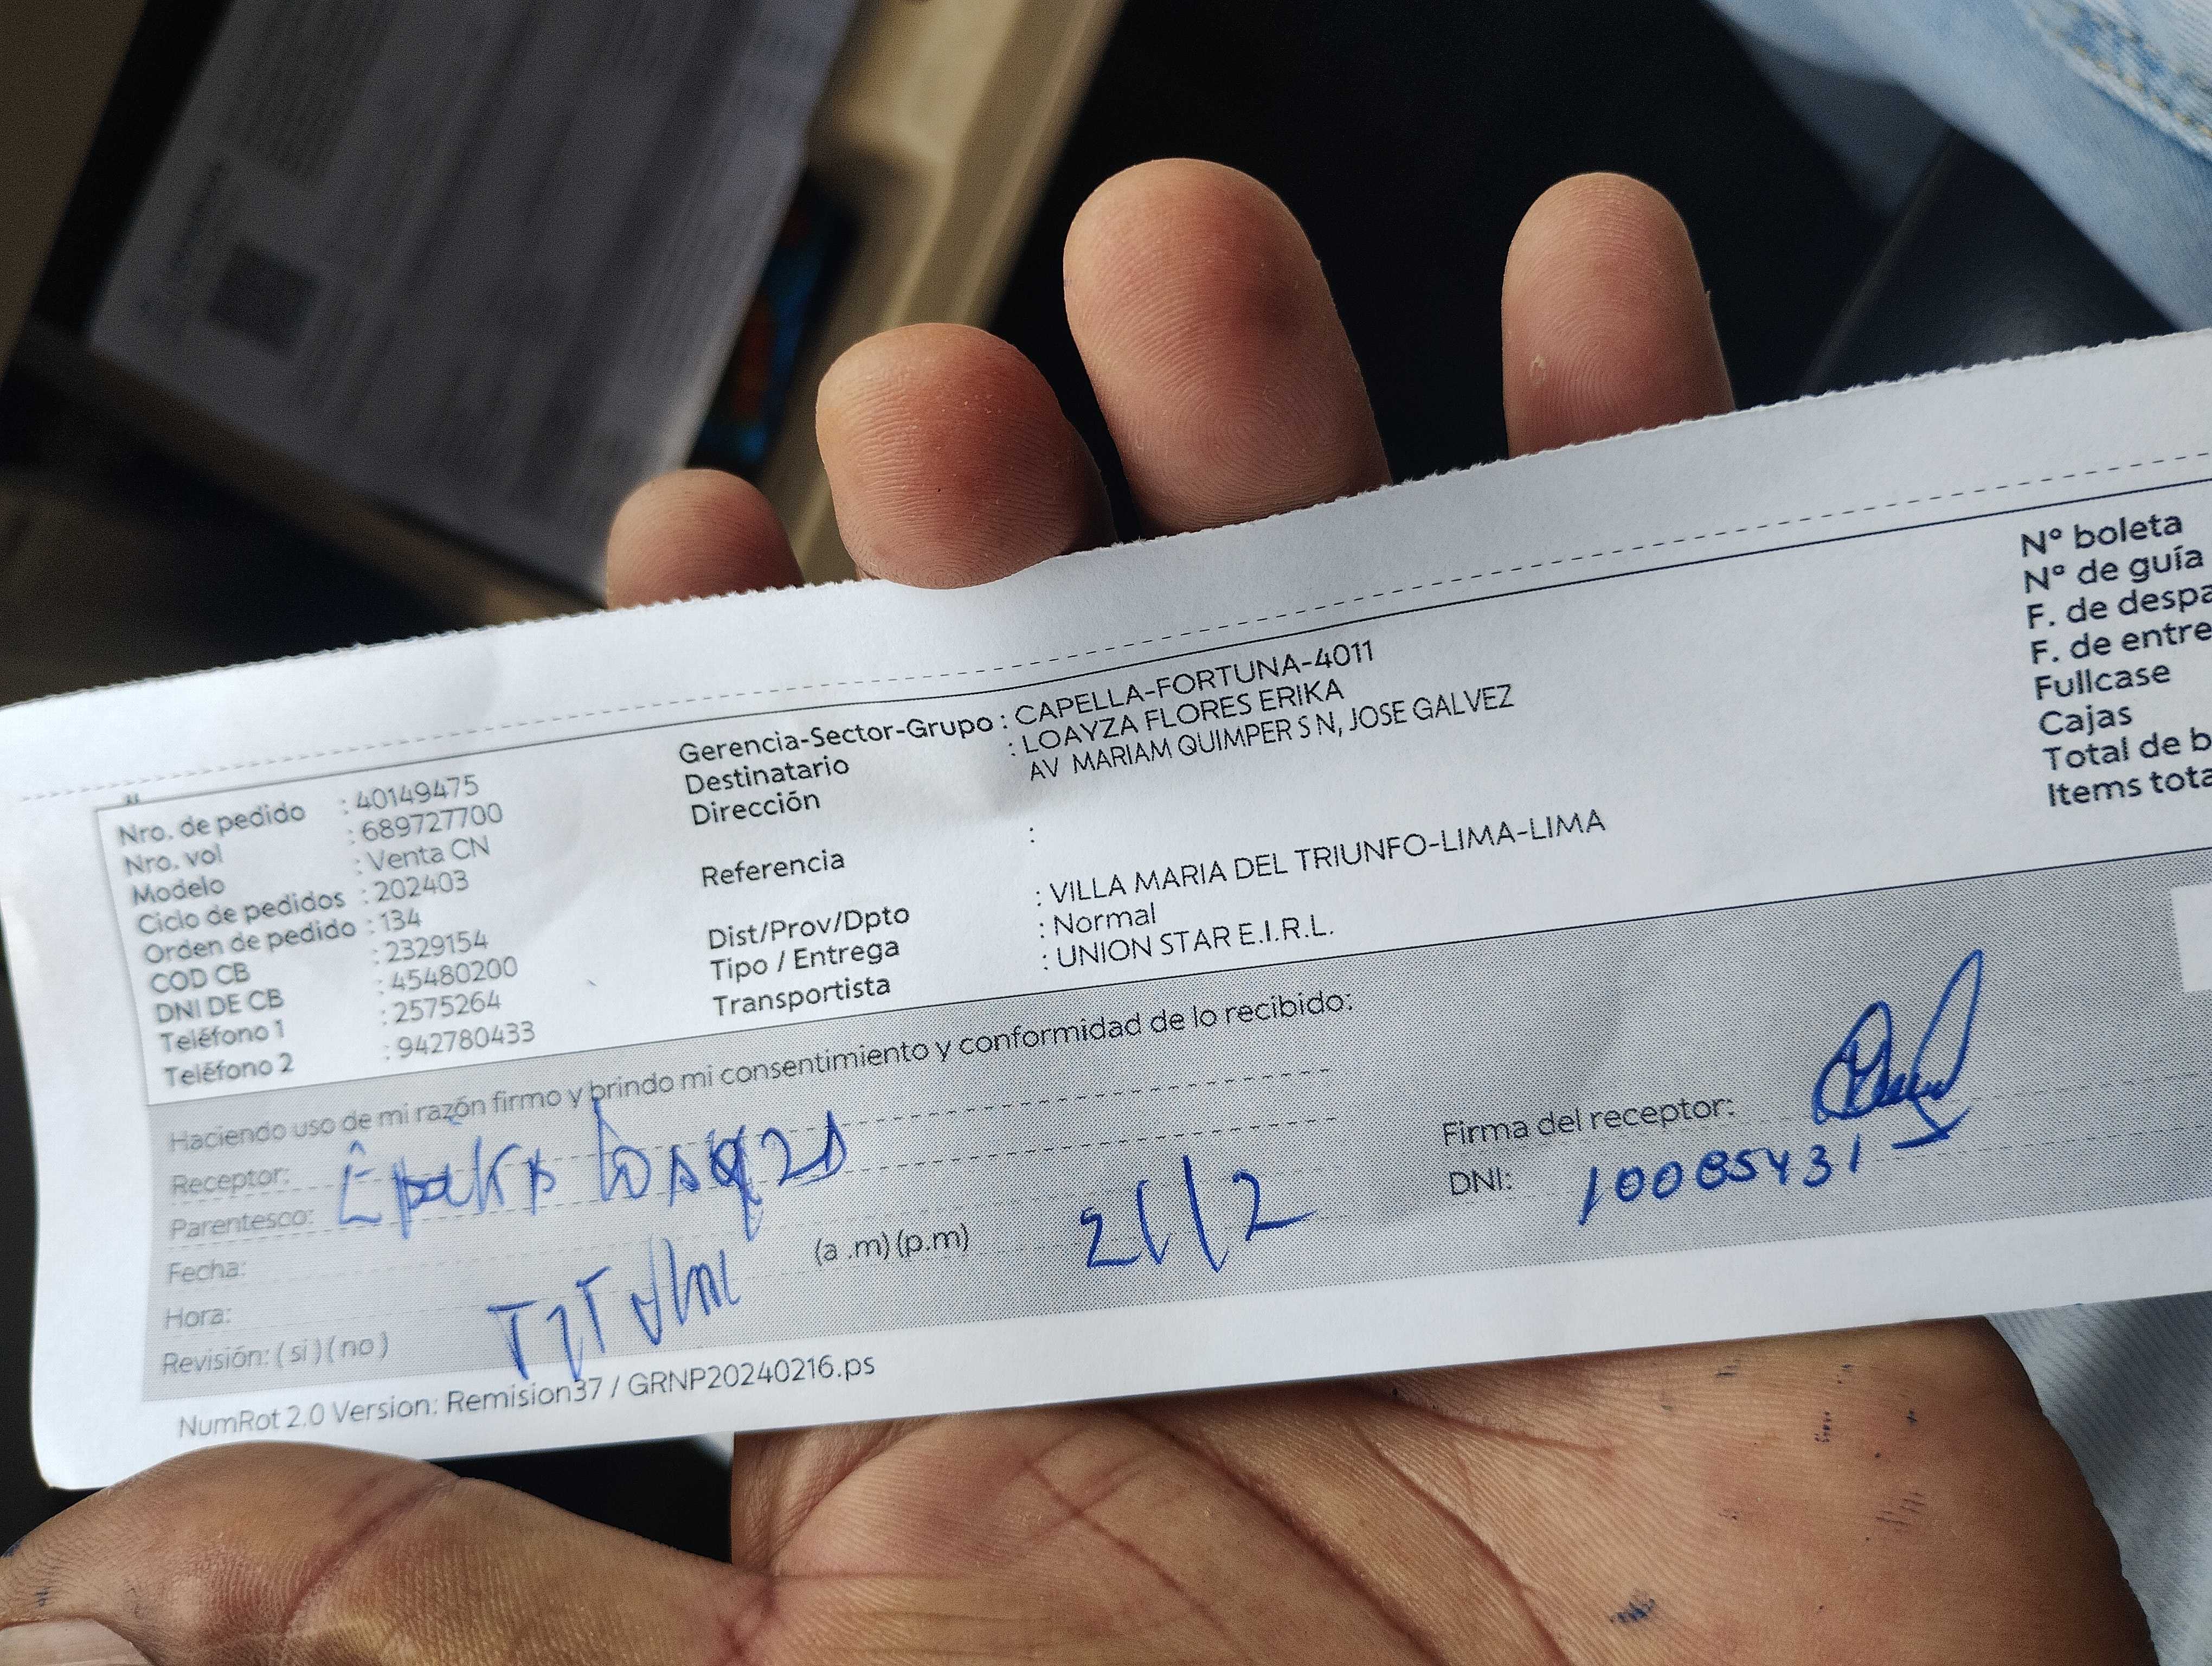 Nro. de pedido : 40149475
Nro. vol : 689727700
Modelo : Venta CN
Ciclo de pedidos : 202403
Orden de pedido : 134
COD CB : 2329154
DNI DE CB : 45480200
Teléfono 1 : 2575264
Teléfono 2 : 942780433
Gerencia-Sector-Grupo : CAPELLA-FORTUNA-4011
Destinatario : LOAYZA FLORES ERIKA
Dirección AV MARIAM QUIMPER S N, JOSE GALVEZ
Referencia :
Dist/Prov/Dpto : VILLA MARIA DEL TRIUNFO-LIMA-LIMA
Tipo / Entrega : Normal
Transportista : UNION STAR E.I.R.L.
N° boleta
N° de guía
F. de despa
F. de entre
Fullcase
Cajas
Total de b
Items tota
Haciendo uso de mi razón firmo y brindo mi consentimiento y conformidad de lo recibido:
Receptor:
Parentesco:
Fecha:
Hora: (a .m) (p.m)
Revisión: ( si ) ( no )
21/2
Firma del receptor:
DNI:
NumRot 2.0 Version: Remision37 / GRNP20240216.ps